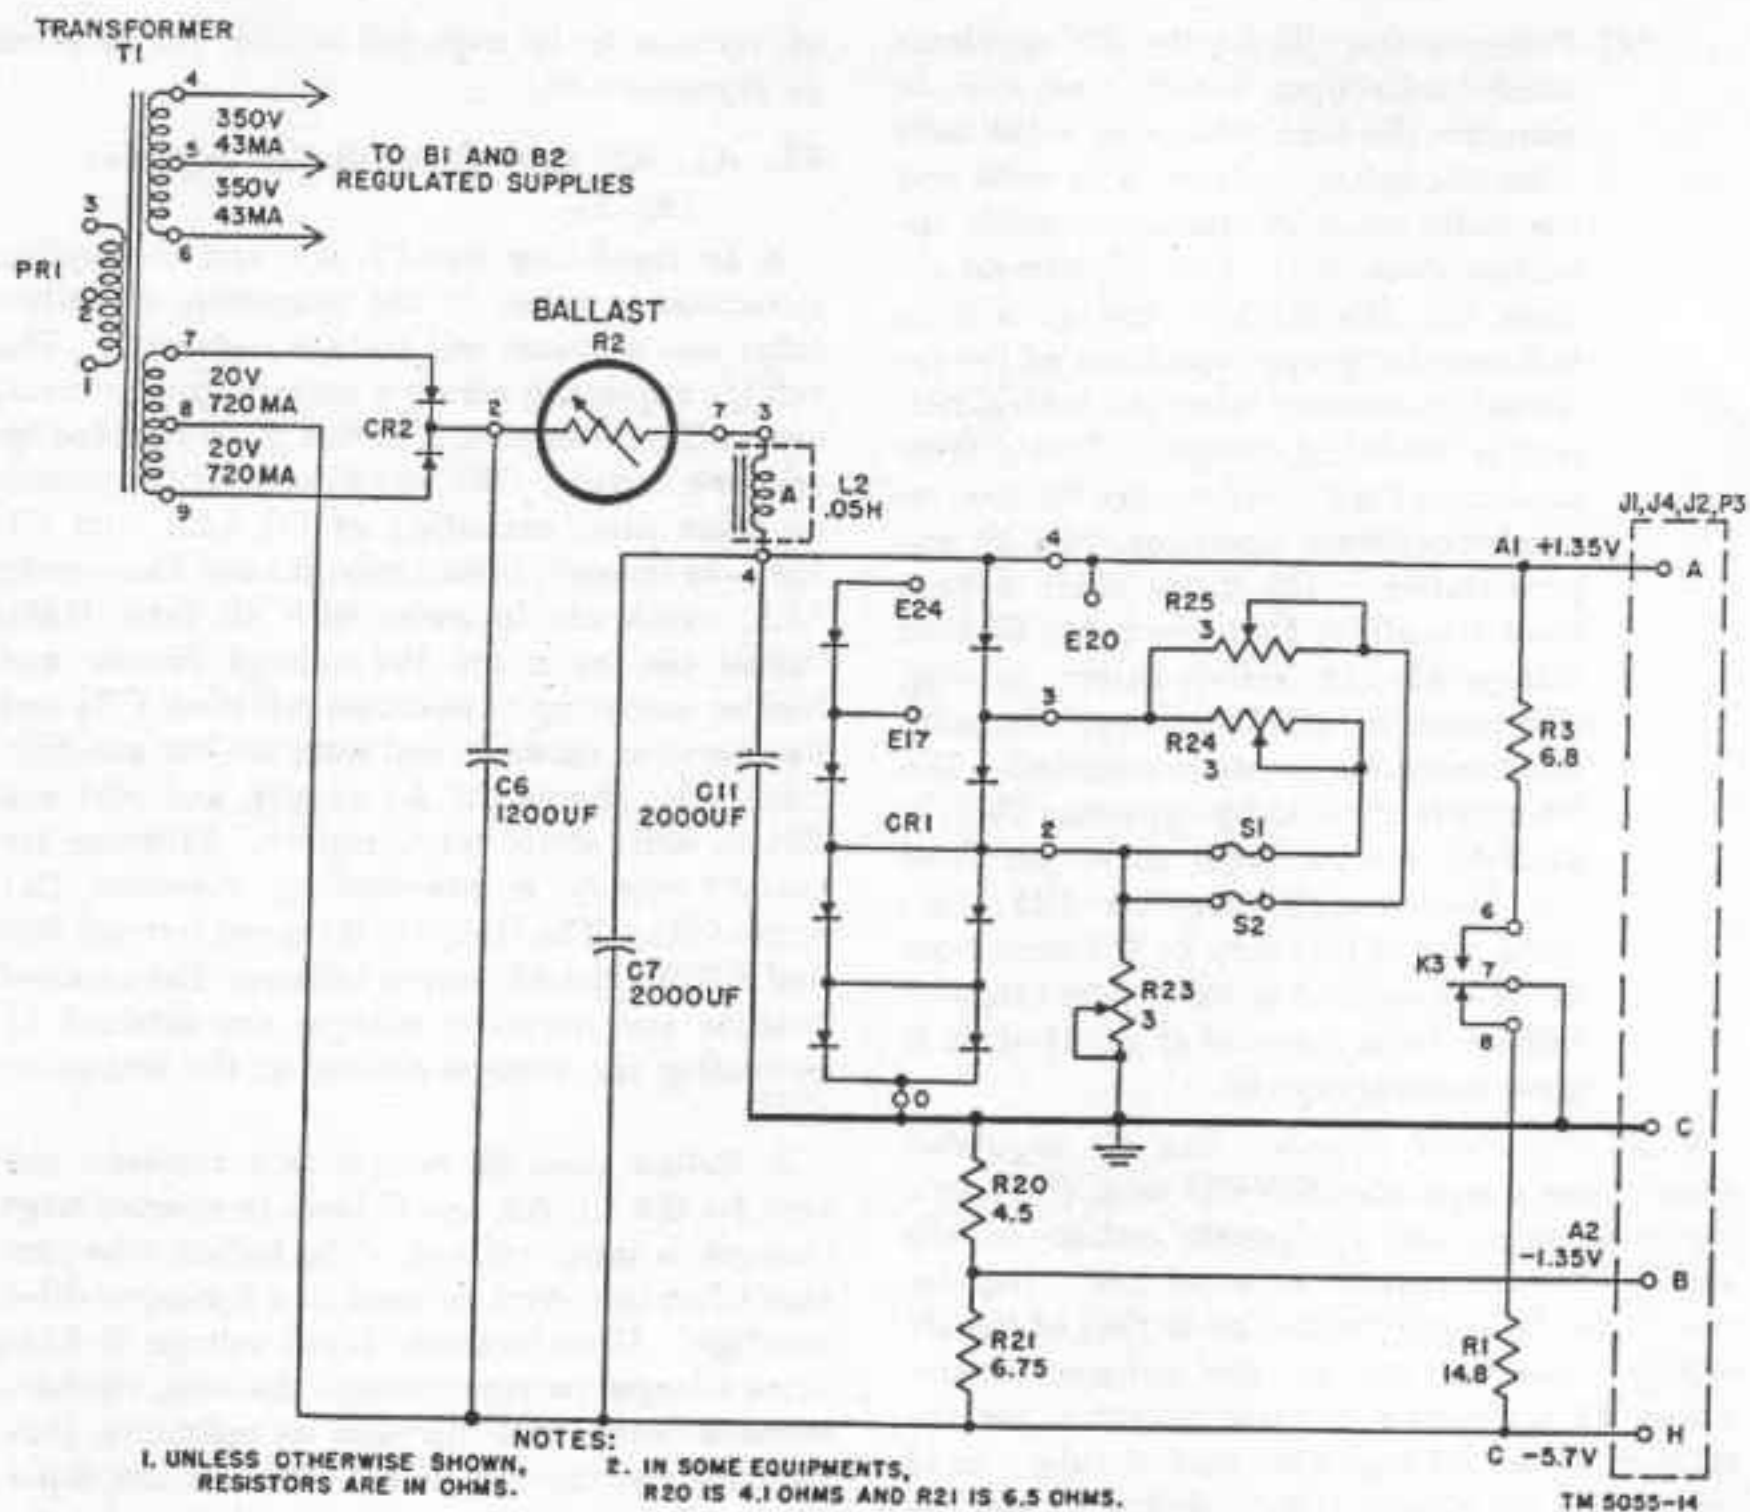 TRANSFORMER
T1
4
350V
43MA
5
350V
43MA
6
TO B1 AND B2
REGULATED SUPPLIES
3
PRI
2
1
7
20V
720MA
8
20V
720MA
9
CR2
2
BALLAST
R2
7
3
A
L2
.05H
4
4
J1,J4,J2,P3
A1 +1.35V
A
E24
E20
R25
3
E17
3
R24
3
R3
6.8
C6
1200UF
C11
2000UF
CR1
2
S1
S2
C7
2000UF
R23
3
6
K3
7
8
0
C
R20
4.5
A2
-1.35V
B
R21
6.75
R1
14.8
C -5.7V
H
NOTES:
1. UNLESS OTHERWISE SHOWN,
RESISTORS ARE IN OHMS.
2. IN SOME EQUIPMENTS,
R20 IS 4.1 OHMS AND R21 IS 6.5 OHMS.
TM 5055-14